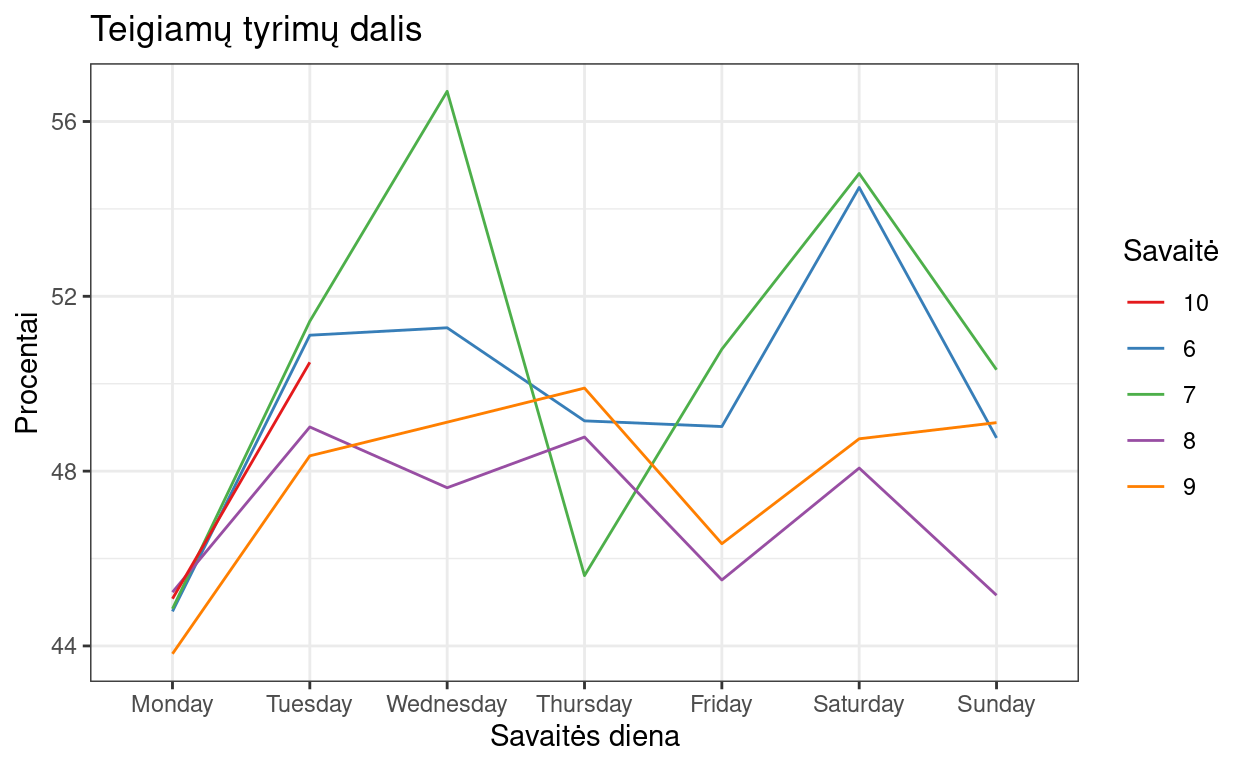 Teigiamų tyrimų dalis
56
52
48
44
Procentai
Monday Tuesday Wednesday Thursday Friday Saturday Sunday
Savaitės diena
Savaitė
10
6
7
8
9